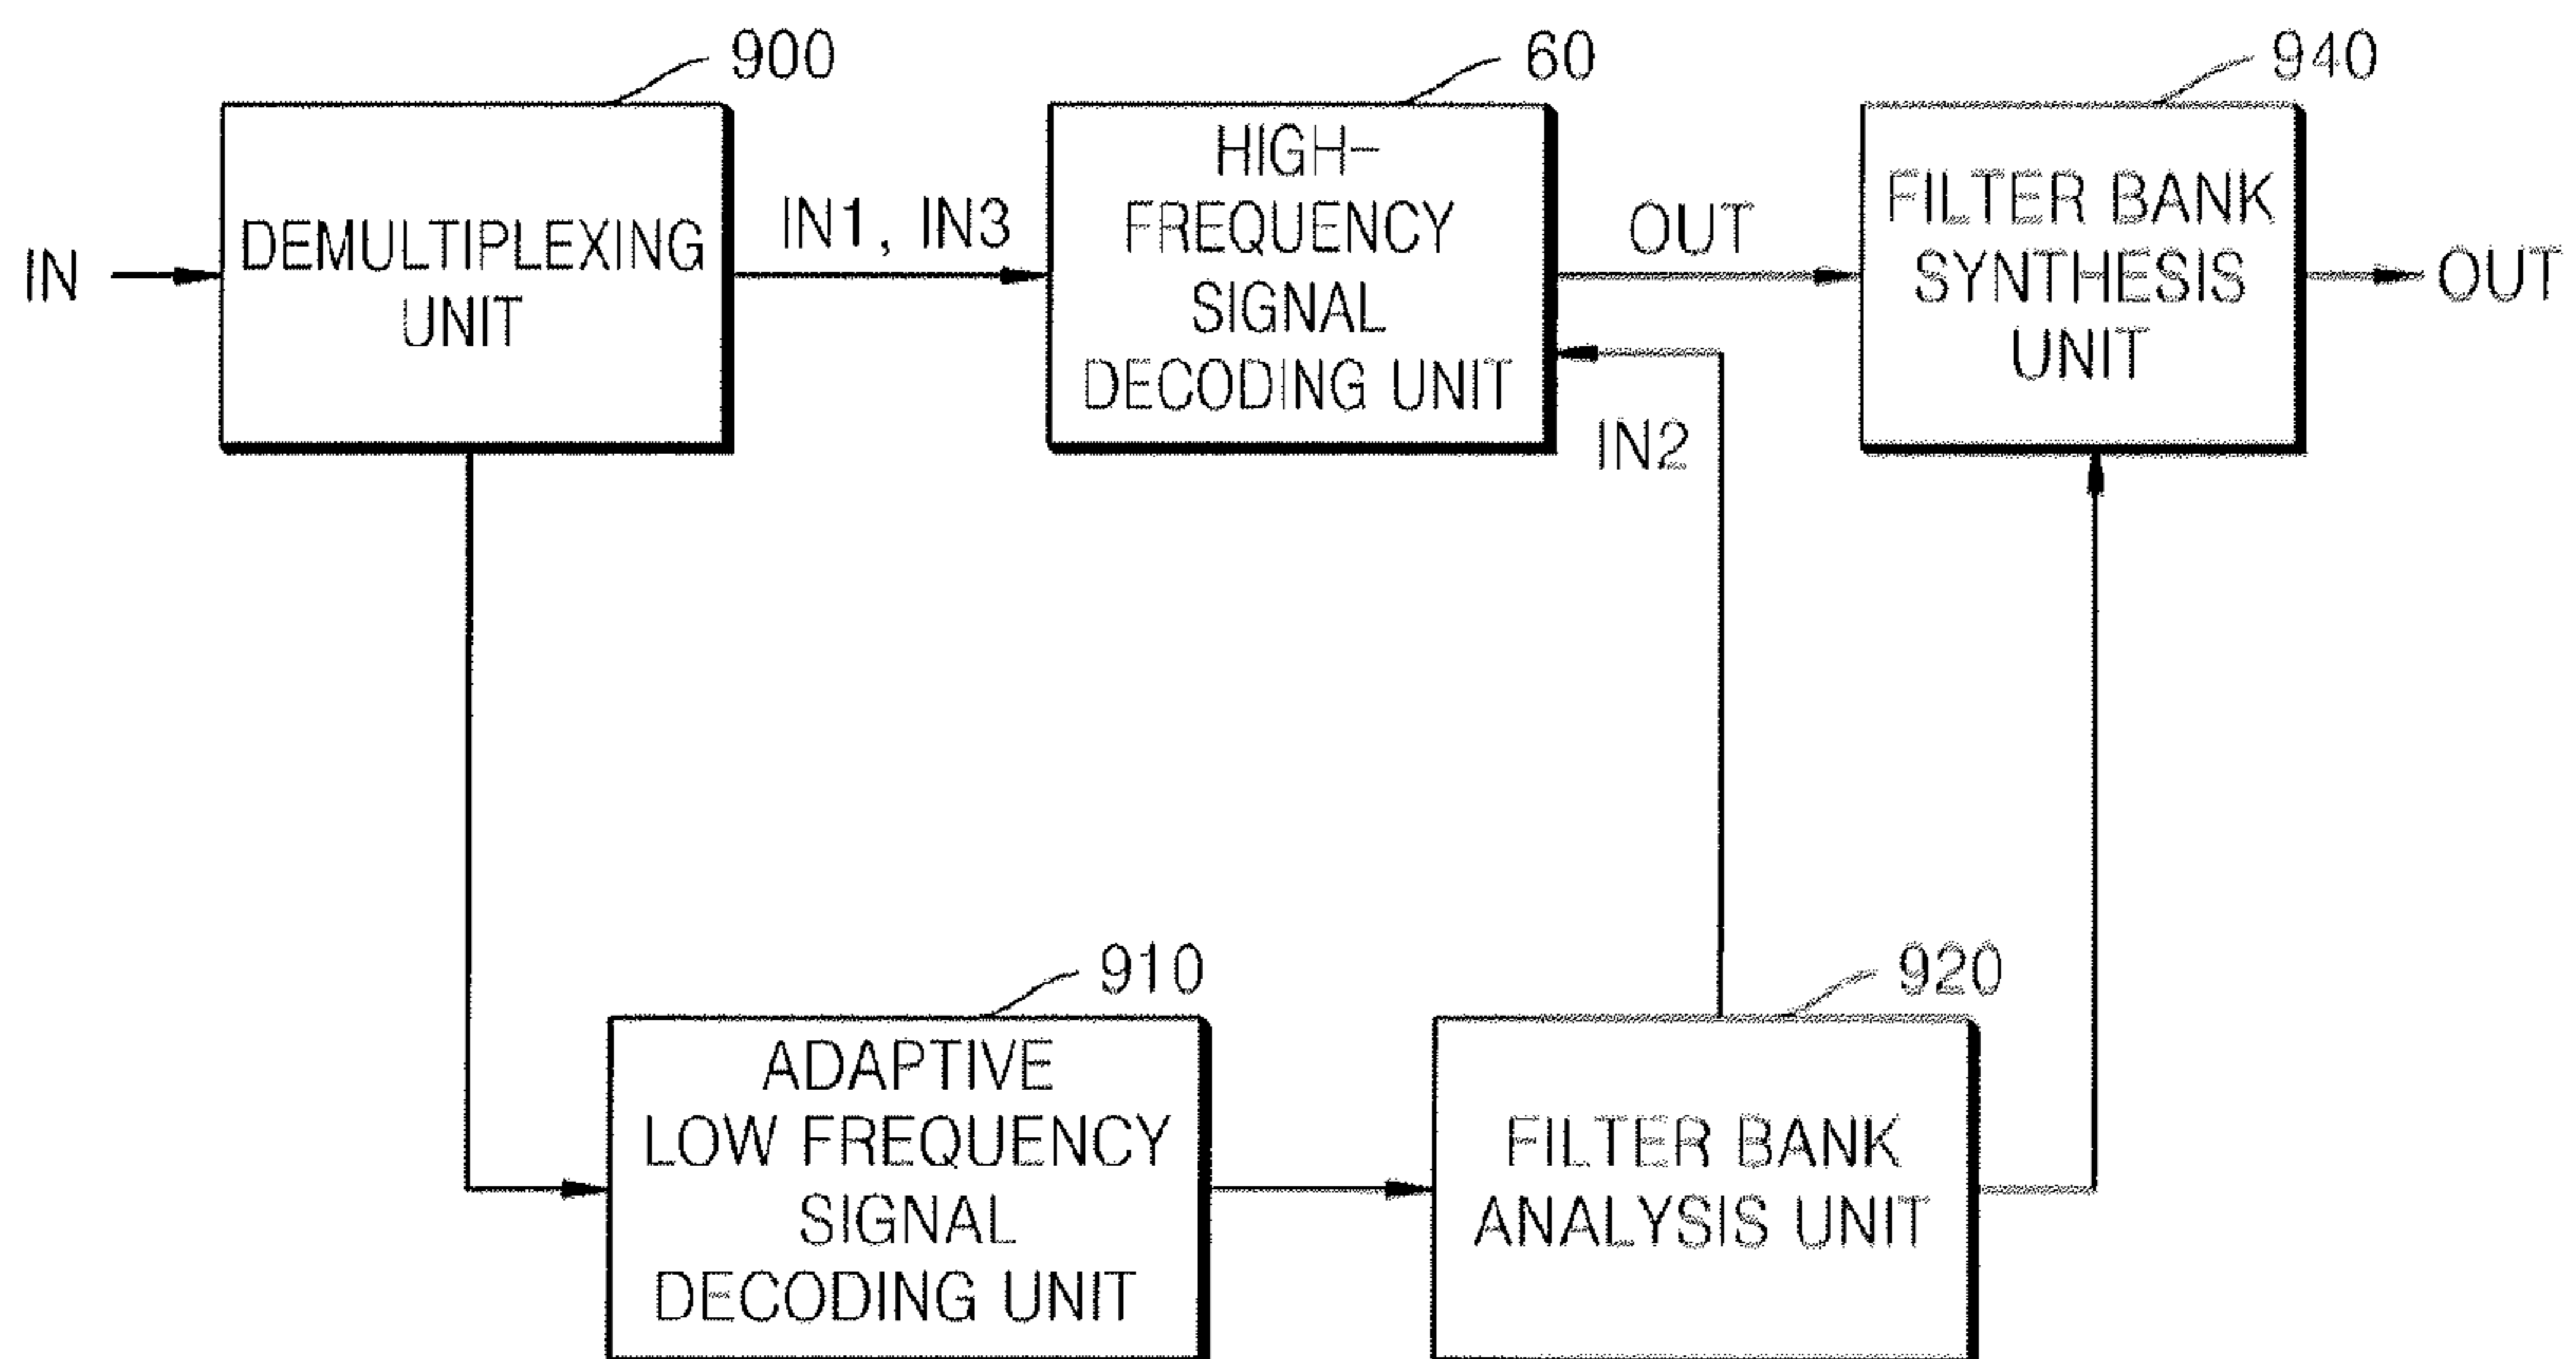 900
60
940
IN
DEMULTIPLEXING
UNIT
IN1, IN3
HIGH-
FREQUENCY
SIGNAL
DECODING UNIT
OUT
IN2
FILTER BANK
SYNTHESIS
UNIT
OUT
910
920
ADAPTIVE
LOW FREQUENCY
SIGNAL
DECODING UNIT
FILTER BANK
ANALYSIS UNIT